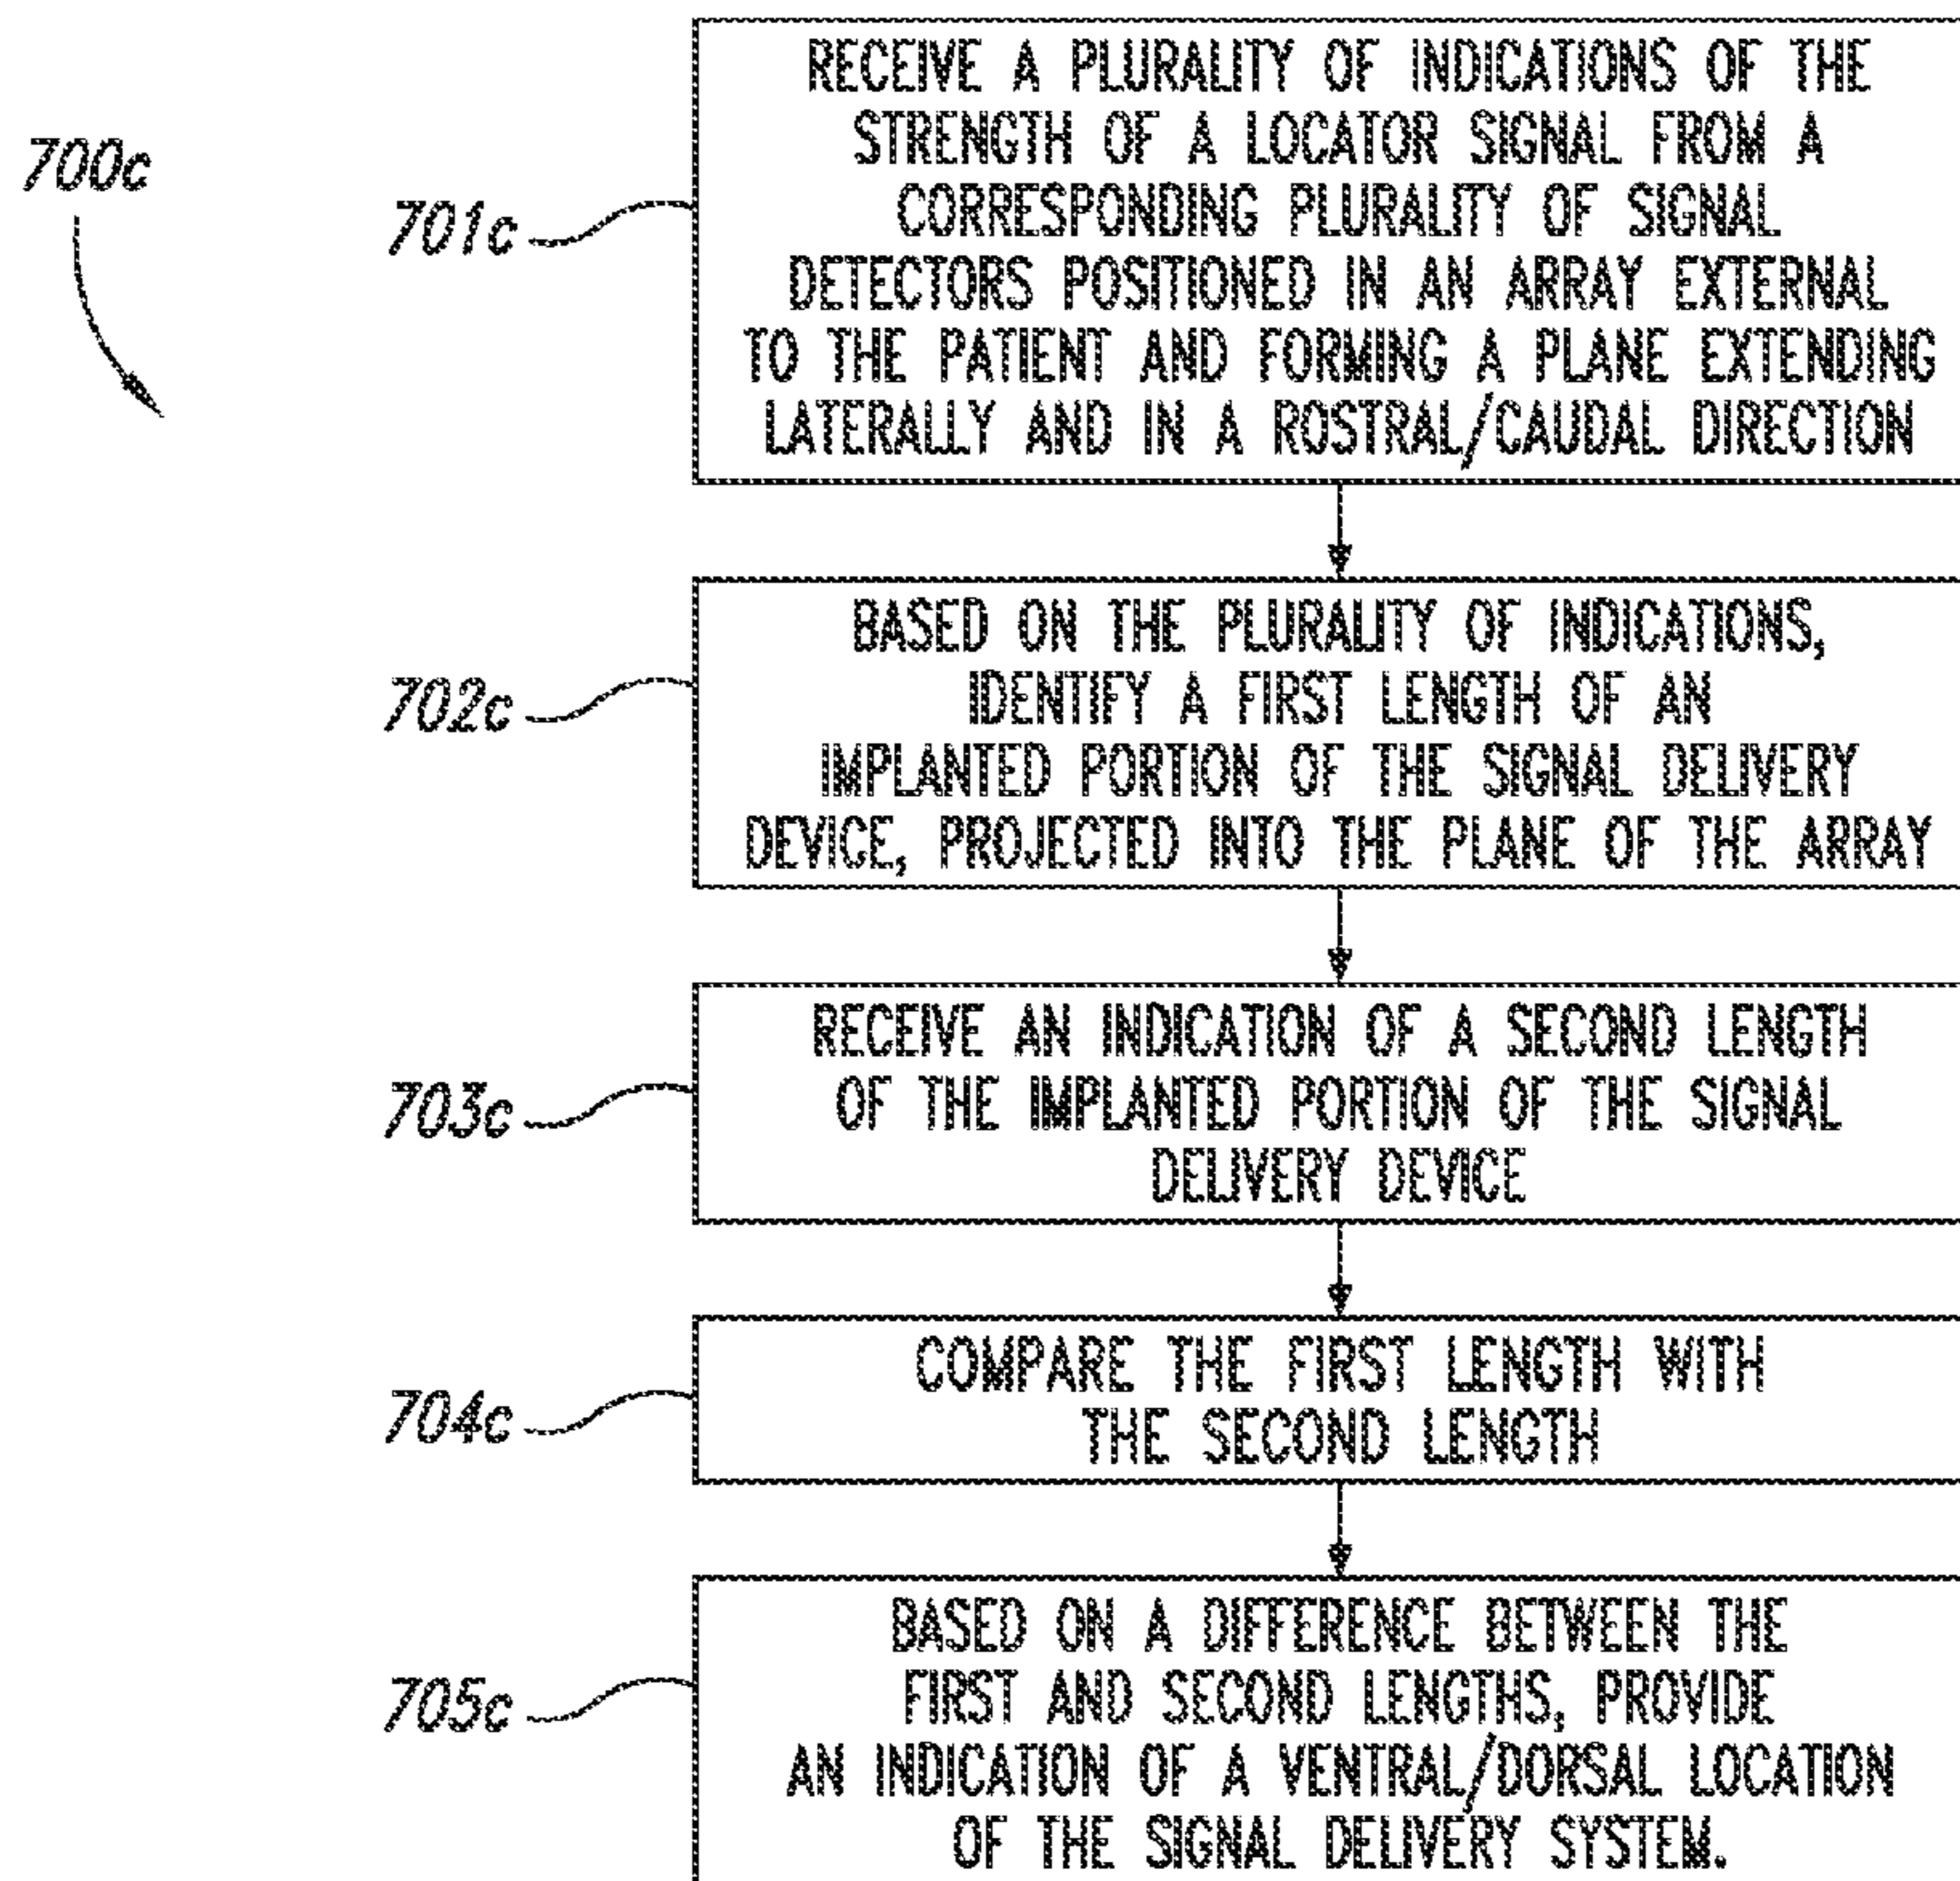 700c
701c
RECEIVE A PLURALITY OF INDICATIONS OF THE
STRENGTH OF A LOCATOR SIGNAL FROM A
CORRESPONDING PLURALITY OF SIGNAL
DETECTORS POSITIONED IN AN ARRAY EXTERNAL
TO THE PATIENT AND FORMING A PLANE EXTENDING
LATERALLY AND IN A ROSTRAL/CAUDAL DIRECTION
702c
BASED ON THE PLURALITY OF INDICATIONS,
IDENTIFY A FIRST LENGTH OF AN
IMPLANTED PORTION OF THE SIGNAL DELIVERY
DEVICE, PROJECTED INTO THE PLANE OF THE ARRAY
703c
RECEIVE AN INDICATION OF A SECOND LENGTH
OF THE IMPLANTED PORTION OF THE SIGNAL
DELIVERY DEVICE
704c
COMPARE THE FIRST LENGTH WITH
THE SECOND LENGTH
705c
BASED ON A DIFFERENCE BETWEEN THE
FIRST AND SECOND LENGTHS, PROVIDE
AN INDICATION OF A VENTRAL/DORSAL LOCATION
OF THE SIGNAL DELIVERY SYSTEM.